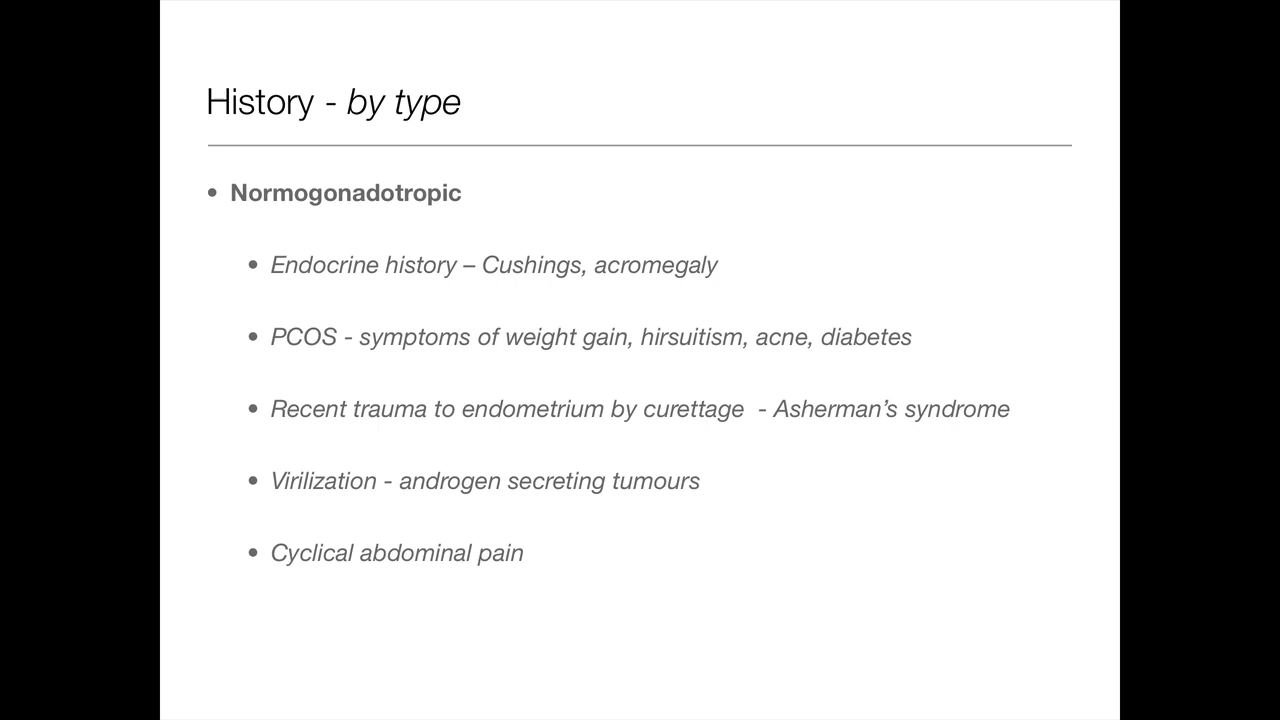 History - by type
• Normogonadotropic
• Endocrine history – Cushings, acromegaly
• PCOS - symptoms of weight gain, hirsuitism, acne, diabetes
• Recent trauma to endometrium by curettage  - Asherman’s syndrome
• Virilization - androgen secreting tumours
• Cyclical abdominal pain